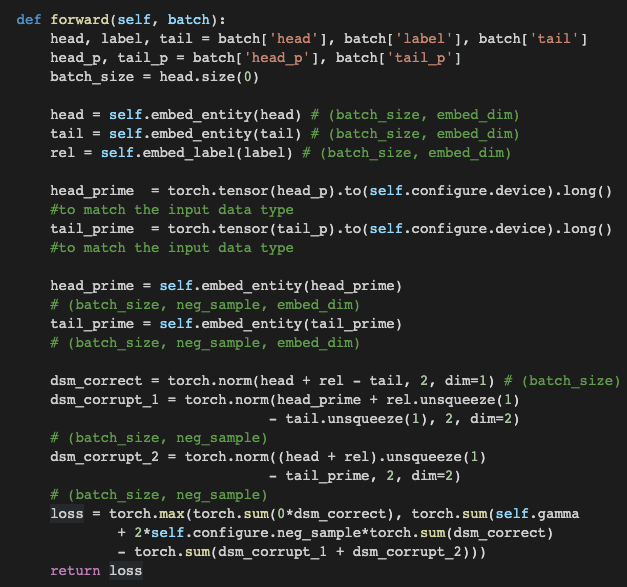 def forward(self, batch):
    head, label, tail = batch['head'], batch['label'], batch['tail']
    head_p, tail_p = batch['head_p'], batch['tail_p']
    batch_size = head.size(0)

    head = self.embed_entity(head) # (batch_size, embed_dim)
    tail = self.embed_entity(tail) # (batch_size, embed_dim)
    rel = self.embed_label(label) # (batch_size, embed_dim)

    head_prime  = torch.tensor(head_p).to(self.configure.device).long()
    #to match the input data type
    tail_prime  = torch.tensor(tail_p).to(self.configure.device).long()
    #to match the input data type

    head_prime = self.embed_entity(head_prime)
    # (batch_size, neg_sample, embed_dim)
    tail_prime = self.embed_entity(tail_prime)
    # (batch_size, neg_sample, embed_dim)

    dsm_correct = torch.norm(head + rel - tail, 2, dim=1) # (batch_size)
    dsm_corrupt_1 = torch.norm(head_prime + rel.unsqueeze(1)
                              - tail.unsqueeze(1), 2, dim=2)
    # (batch_size, neg_sample)
    dsm_corrupt_2 = torch.norm((head + rel).unsqueeze(1)
                              - tail_prime, 2, dim=2)
    # (batch_size, neg_sample)
    loss = torch.max(torch.sum(0*dsm_correct), torch.sum(self.gamma
            + 2*self.configure.neg_sample*torch.sum(dsm_correct)
            - torch.sum(dsm_corrupt_1 + dsm_corrupt_2)))
    return loss